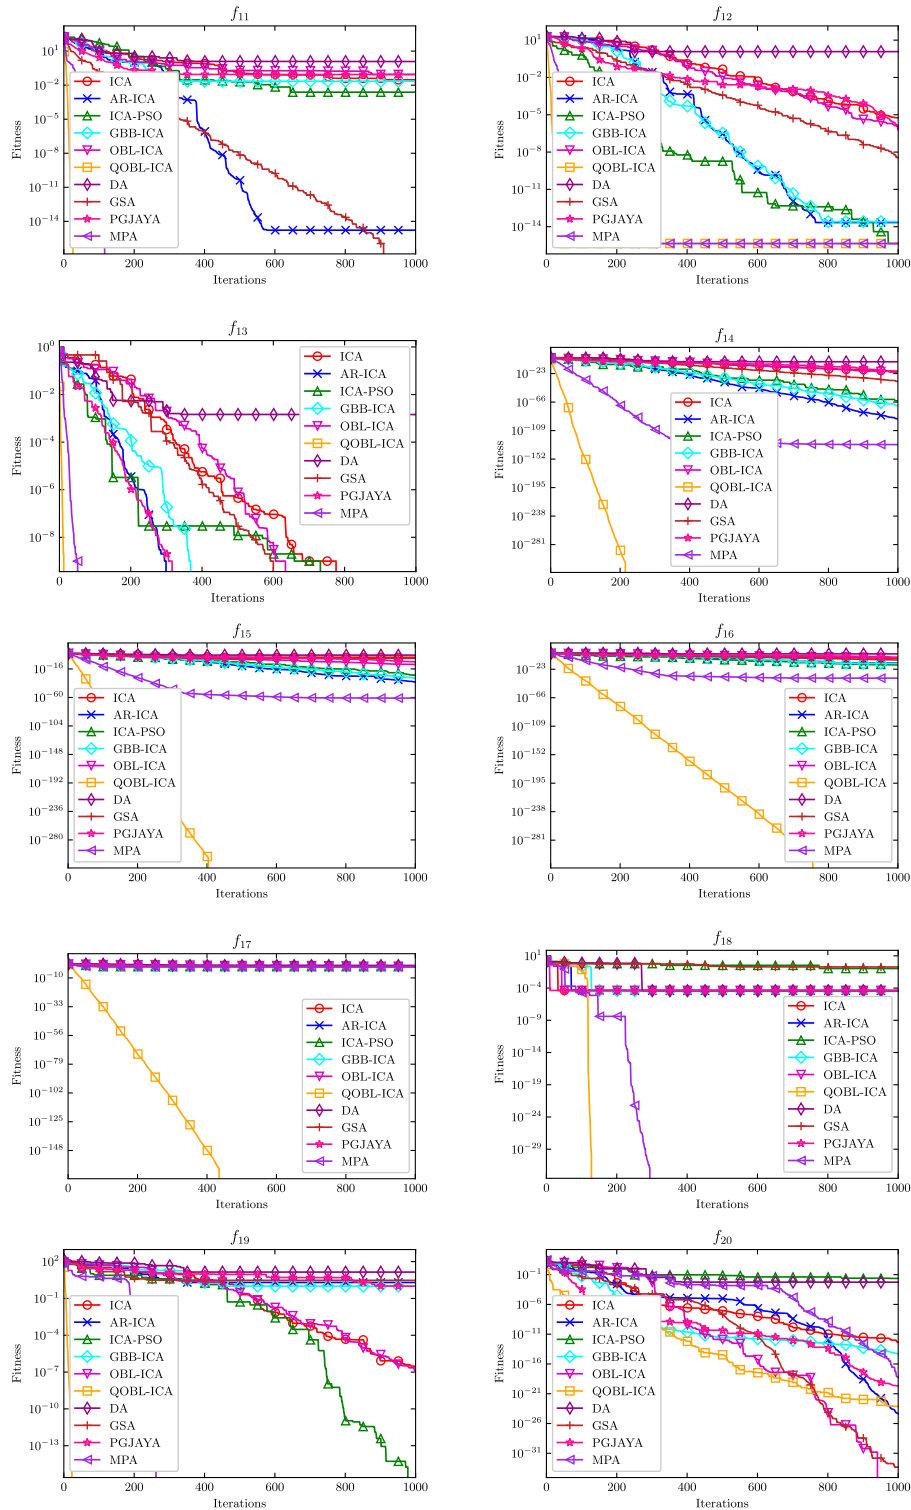 f11
Fitness
10^1
10^−2
10^−5
10^−8
10^−11
10^−14
ICA
AR-ICA
ICA-PSO
GBB-ICA
OBL-ICA
QOBL-ICA
DA
GSA
PGJAYA
MPA
0 200 400 600 800 1000
Iterations
f12
Fitness
10^1
10^−2
10^−5
10^−8
10^−11
10^−14
ICA
AR-ICA
ICA-PSO
GBB-ICA
OBL-ICA
QOBL-ICA
DA
GSA
PGJAYA
MPA
0 200 400 600 800 1000
Iterations
f13
Fitness
10^0
10^−2
10^−4
10^−6
10^−8
ICA
AR-ICA
ICA-PSO
GBB-ICA
OBL-ICA
QOBL-ICA
DA
GSA
PGJAYA
MPA
0 200 400 600 800 1000
Iterations
f14
Fitness
10^−23
10^−66
10^−109
10^−152
10^−195
10^−238
10^−281
ICA
AR-ICA
ICA-PSO
GBB-ICA
OBL-ICA
QOBL-ICA
DA
GSA
PGJAYA
MPA
0 200 400 600 800 1000
Iterations
f15
Fitness
10^−16
10^−60
10^−104
10^−148
10^−192
10^−236
10^−280
ICA
AR-ICA
ICA-PSO
GBB-ICA
OBL-ICA
QOBL-ICA
DA
GSA
PGJAYA
MPA
0 200 400 600 800 1000
Iterations
f16
Fitness
10^−23
10^−66
10^−109
10^−152
10^−195
10^−238
10^−281
ICA
AR-ICA
ICA-PSO
GBB-ICA
OBL-ICA
QOBL-ICA
DA
GSA
PGJAYA
MPA
0 200 400 600 800 1000
Iterations
f17
Fitness
10^−10
10^−33
10^−56
10^−79
10^−102
10^−125
10^−148
ICA
AR-ICA
ICA-PSO
GBB-ICA
OBL-ICA
QOBL-ICA
DA
GSA
PGJAYA
MPA
0 200 400 600 800 1000
Iterations
f18
Fitness
10^1
10^−4
10^−9
10^−14
10^−19
10^−24
10^−29
ICA
AR-ICA
ICA-PSO
GBB-ICA
OBL-ICA
QOBL-ICA
DA
GSA
PGJAYA
MPA
0 200 400 600 800 1000
Iterations
f19
Fitness
10^2
10^−1
10^−4
10^−7
10^−10
10^−13
ICA
AR-ICA
ICA-PSO
GBB-ICA
OBL-ICA
QOBL-ICA
DA
GSA
PGJAYA
MPA
0 200 400 600 800 1000
Iterations
f20
Fitness
10^−1
10^−6
10^−11
10^−16
10^−21
10^−26
10^−31
ICA
AR-ICA
ICA-PSO
GBB-ICA
OBL-ICA
QOBL-ICA
DA
GSA
PGJAYA
MPA
0 200 400 600 800 1000
Iterations